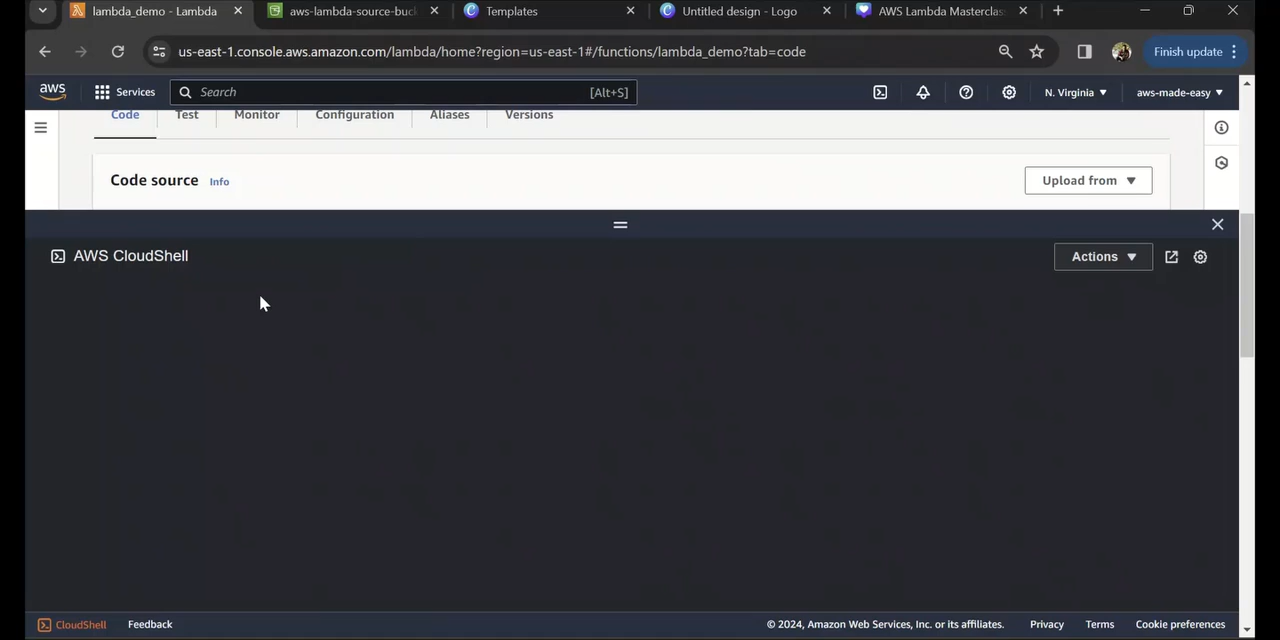 lambda_demo - Lambda
aws-lambda-source-buck
Templates
Untitled design - Logo
AWS Lambda Masterclas
us-east-1.console.aws.amazon.com/lambda/home?region=us-east-1#/functions/lambda_demo?tab=code
Finish update
aws
Services
Search
[Alt+S]
N. Virginia
aws-made-easy
Code
Test
Monitor
Configuration
Aliases
Versions
Code source
Info
Upload from
AWS CloudShell
Actions
CloudShell
Feedback
© 2024, Amazon Web Services, Inc. or its affiliates.
Privacy
Terms
Cookie preferences